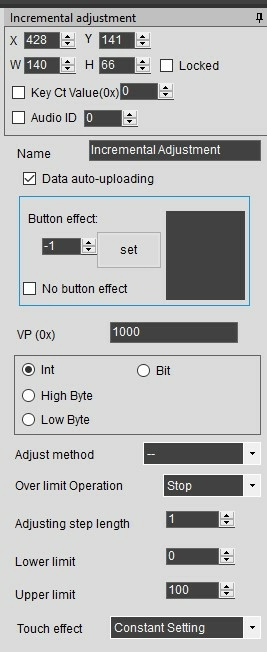 Incremental adjustment
X 428 Y 141
W 140 H 66 Locked
Key Ct Value(0x) 0
Audio ID 0
Name Incremental Adjustment
Data auto-uploading
Button effect:
-1 set
No button effect
VP (0x) 1000
Int Bit
High Byte
Low Byte
Adjust method --
Over limit Operation Stop
Adjusting step length 1
Lower limit 0
Upper limit 100
Touch effect Constant Setting